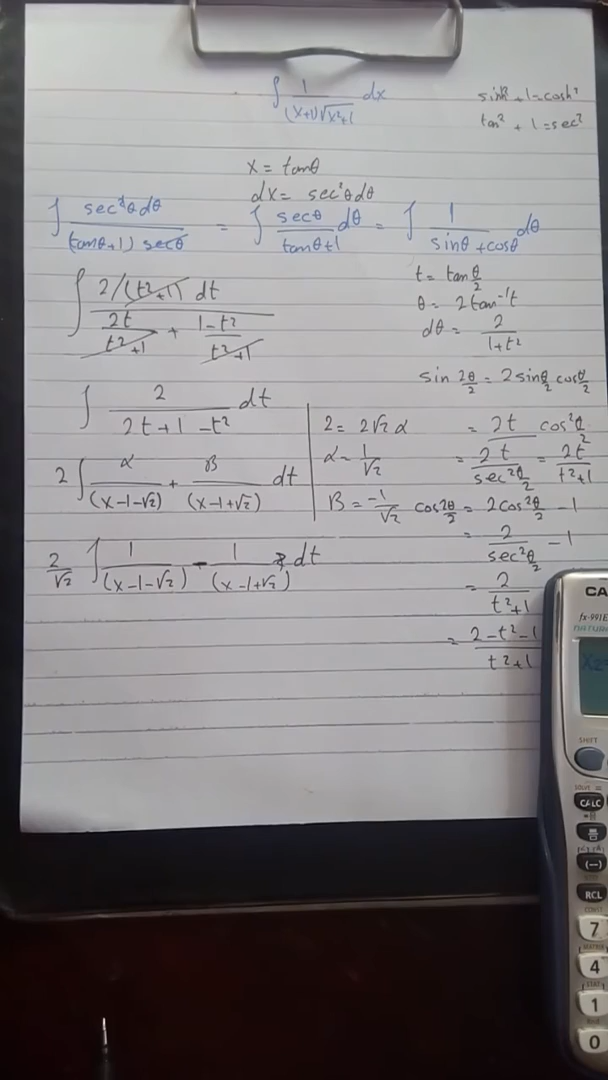 ∫ 1/((x+1)√(x²+1)) dx
sinh² + 1 = cosh²
tan² + 1 = sec²
x = tanθ
dx = sec²θ dθ
∫ sec²θ dθ / ((tanθ+1) secθ) = ∫ secθ/(tanθ+1) dθ = ∫ 1/(sinθ + cosθ) dθ
∫ (2/(t²+1) dt) / (2t/(t²+1) + (1-t²)/(t²+1))
t = tan θ/2
θ = 2tan⁻¹t
dθ = 2/(1+t²)
∫ 2/(2t+1-t²) dt
2 ∫ α/(x-1-√2) + β/(x-1+√2) dt
2/√2 ∫ 1/(x-1-√2) - 1/(x-1+√2) dt
2 = 2√2 α
α = 1/√2
β = -1/√2
sin 2θ/2 = 2 sin θ/2 cos θ/2
= 2t cos² θ/2
= 2t/sec² θ/2 = 2t/(t²+1)
cos 2θ/2 = 2cos² θ/2 - 1
= 2/sec² θ/2 - 1
= 2/(t²+1)
= (2-t²-1)/(t²+1)
CA
fx-991E
SHIFT
CALC
(-)
RCL
7
4
1
0